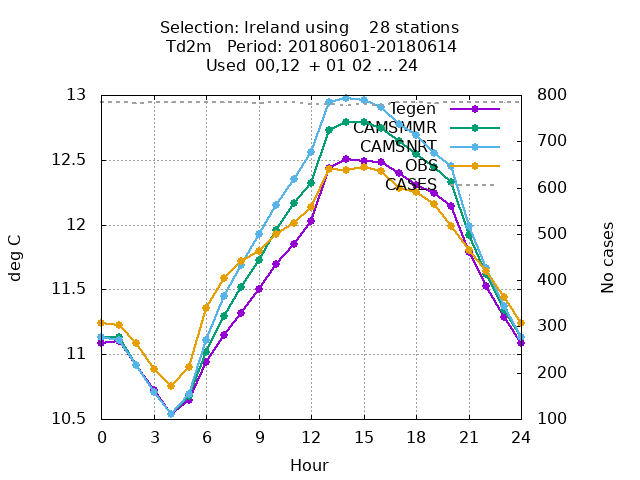 Selection: Ireland using    28 stations
Td2m   Period: 20180601-20180614
Used  00,12  + 01 02 ... 24
13
12.5
12
11.5
11
10.5
deg C
800
700
600
500
400
300
200
100
No cases
Tegen
CAMSMMR
CAMSNRT
OBS
CASES
0 3 6 9 12 15 18 21 24
Hour